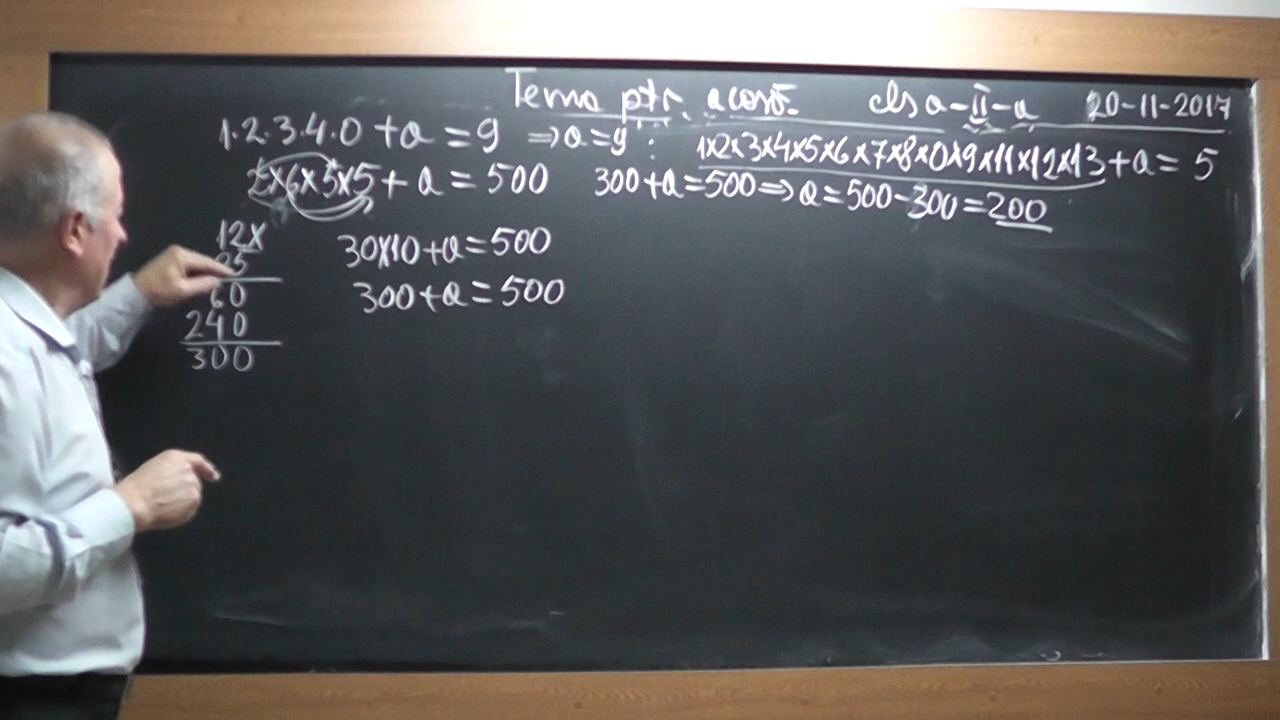 Tema ptr. acasă cls a-II-a 20-11-2017
1·2·3·4·0 + a = 9 ⇒ a = 9 ; 1x2x3x4x5x6x7x8x0x9x11x12x13 + a = 5
2x6x5x5 + a = 500 300 + a = 500 ⇒ a = 500 - 300 = 200
12x 30x10 + a = 500
25
60 300 + a = 500
240
300